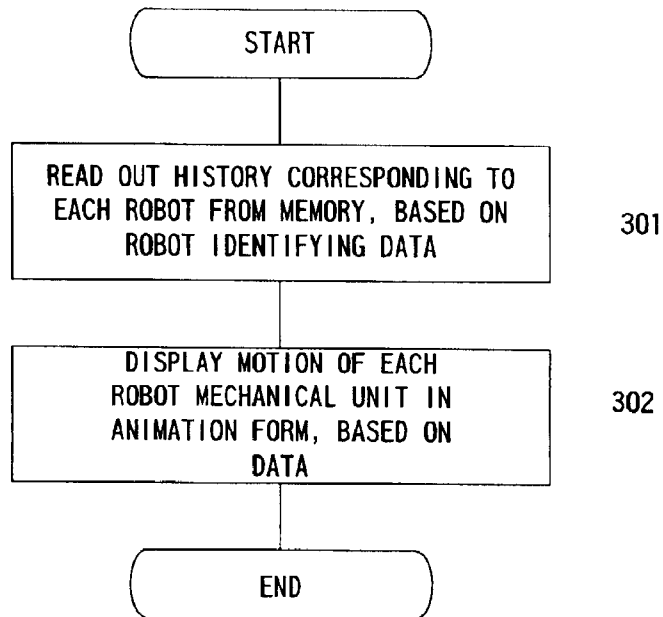 START
READ OUT HISTORY CORRESPONDING TO
EACH ROBOT FROM MEMORY, BASED ON
ROBOT IDENTIFYING DATA
301
DISPLAY MOTION OF EACH
ROBOT MECHANICAL UNIT IN
ANIMATION FORM, BASED ON
DATA
302
END